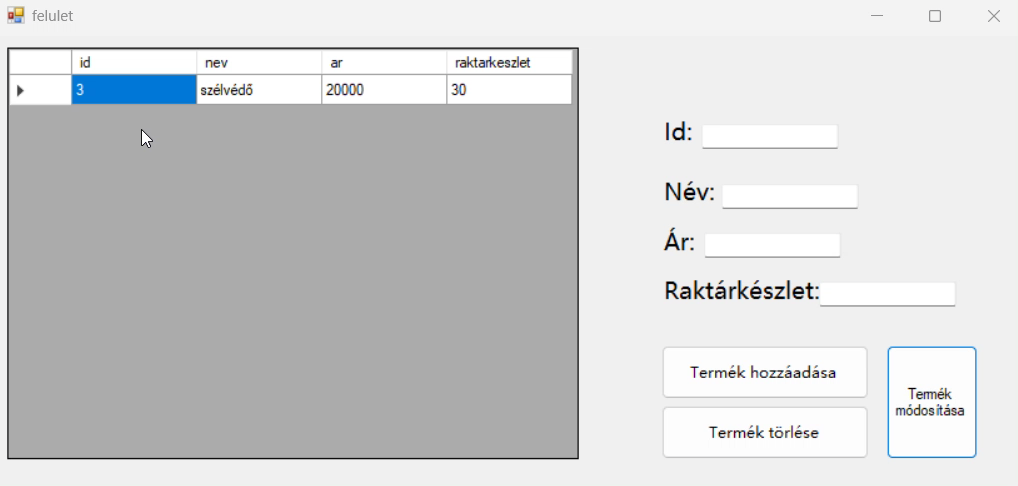 felulet
id nev ar raktarkeszlet
3 szélvédő 20000 30
Id:
Név:
Ár:
Raktárkészlet:
Termék hozzáadása
Termék törlése
Termék
módosítása